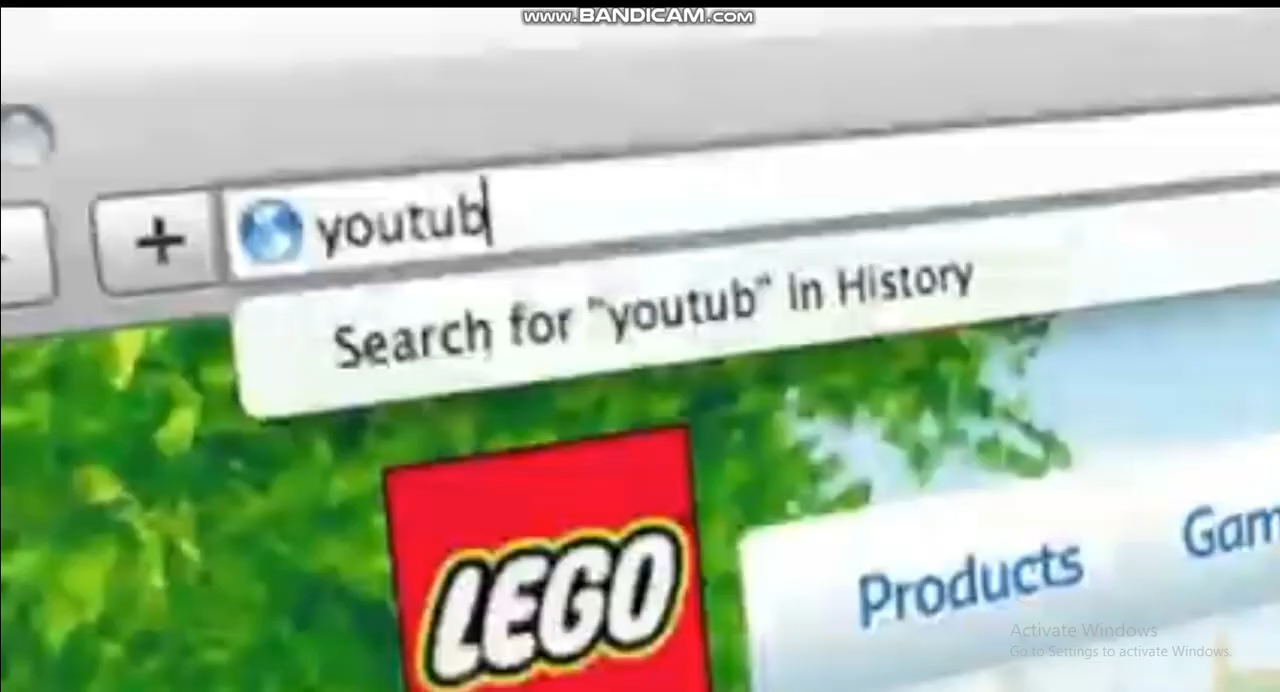 www.BANDICAM.com
+ youtub
Search for "youtub" in History
LEGO
Products
Gam
Activate Windows
Go to Settings to activate Windows.